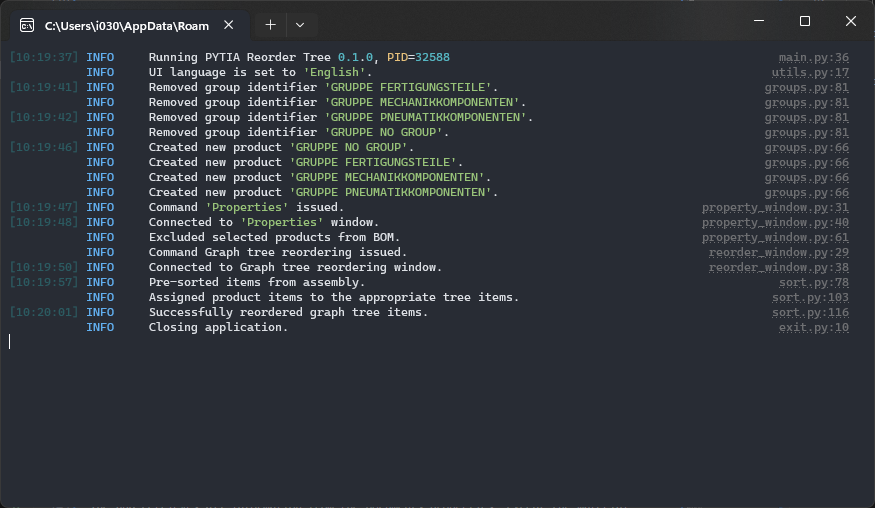 C:\Users\i030\AppData\Roam
[10:19:37] INFO Running PYTIA Reorder Tree 0.1.0, PID=32588 main.py:36
INFO UI language is set to 'English'. utils.py:17
[10:19:41] INFO Removed group identifier 'GRUPPE FERTIGUNGSTEILE'. groups.py:81
INFO Removed group identifier 'GRUPPE MECHANIKKOMPONENTEN'. groups.py:81
[10:19:42] INFO Removed group identifier 'GRUPPE PNEUMATIKKOMPONENTEN'. groups.py:81
INFO Removed group identifier 'GRUPPE NO GROUP'. groups.py:81
[10:19:46] INFO Created new product 'GRUPPE NO GROUP'. groups.py:66
INFO Created new product 'GRUPPE FERTIGUNGSTEILE'. groups.py:66
INFO Created new product 'GRUPPE MECHANIKKOMPONENTEN'. groups.py:66
INFO Created new product 'GRUPPE PNEUMATIKKOMPONENTEN'. groups.py:66
[10:19:47] INFO Command 'Properties' issued. property_window.py:31
[10:19:48] INFO Connected to 'Properties' window. property_window.py:40
INFO Excluded selected products from BOM. property_window.py:61
INFO Command Graph tree reordering issued. reorder_window.py:29
[10:19:50] INFO Connected to Graph tree reordering window. reorder_window.py:38
[10:19:57] INFO Pre-sorted items from assembly. sort.py:78
INFO Assigned product items to the appropriate tree items. sort.py:103
[10:20:01] INFO Successfully reordered graph tree items. sort.py:116
INFO Closing application. exit.py:10